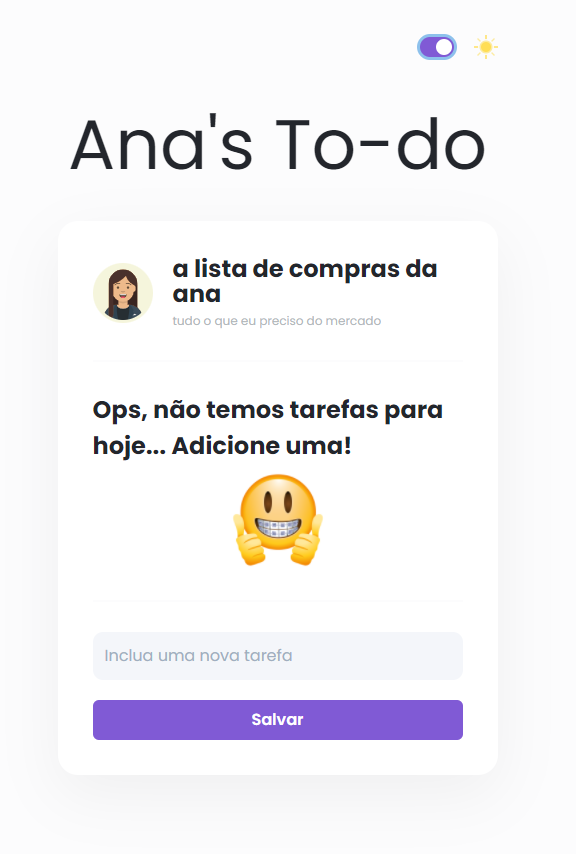 Ana's To-do
a lista de compras da
ana
tudo o que eu preciso do mercado
Ops, não temos tarefas para
hoje... Adicione uma!
Inclua uma nova tarefa
Salvar